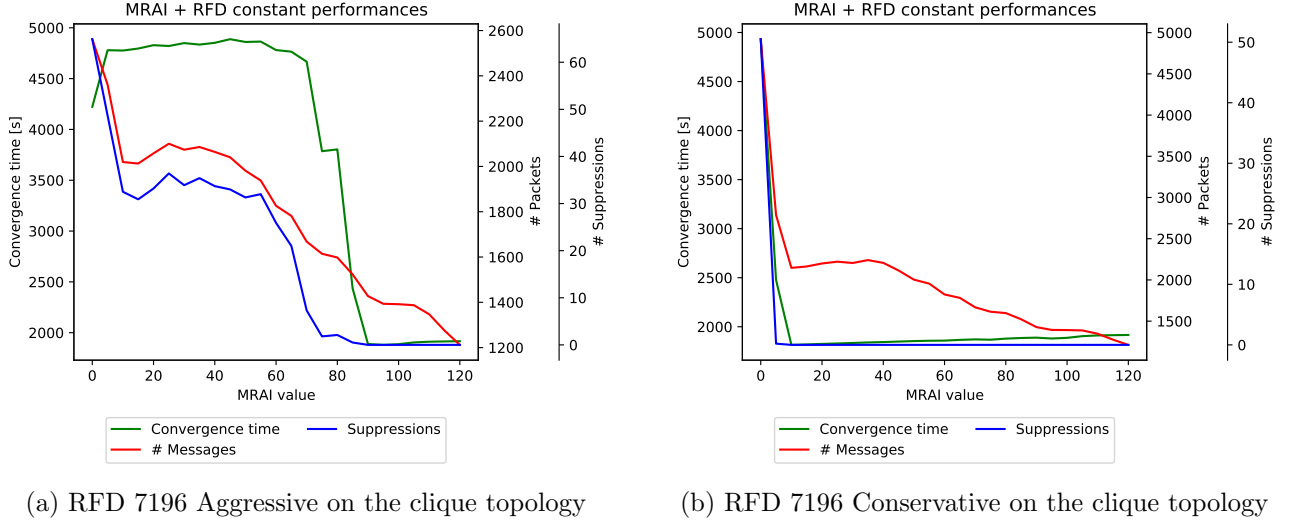 MRAI + RFD constant performances
5000
4500
4000
3500
3000
2500
2000
Convergence time [s]
2600
2400
2200
2000
1800
1600
1400
1200
# Packets
60
50
40
30
20
10
0
# Suppressions
0 20 40 60 80 100 120
MRAI value
Convergence time
# Messages
Suppressions
(a) RFD 7196 Aggressive on the clique topology
MRAI + RFD constant performances
5000
4500
4000
3500
3000
2500
2000
Convergence time [s]
5000
4500
4000
3500
3000
2500
2000
1500
# Packets
50
40
30
20
10
0
# Suppressions
0 20 40 60 80 100 120
MRAI value
Convergence time
# Messages
Suppressions
(b) RFD 7196 Conservative on the clique topology